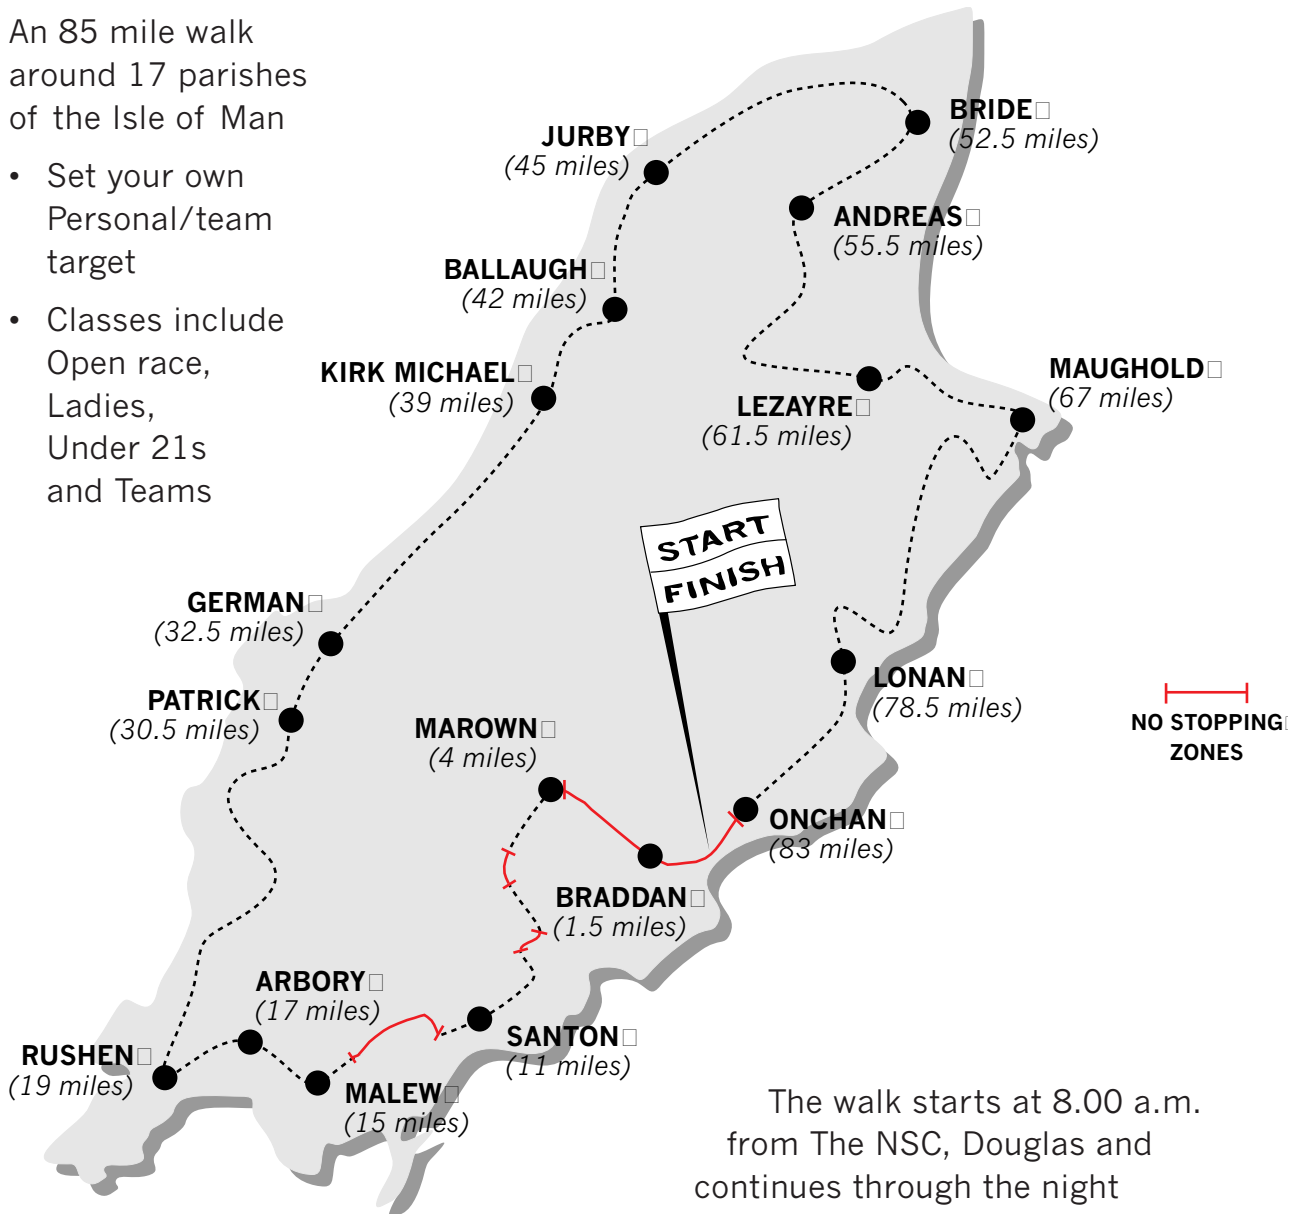 An 85 mile walk
around 17 parishes
of the Isle of Man
• Set your own
Personal/team
target
• Classes include
Open race,
Ladies,
Under 21s
and Teams
BRIDE
(52.5 miles)
JURBY
(45 miles)
ANDREAS
(55.5 miles)
BALLAUGH
(42 miles)
KIRK MICHAEL
(39 miles)
MAUGHOLD
(67 miles)
LEZAYRE
(61.5 miles)
START
FINISH
GERMAN
(32.5 miles)
PATRICK
(30.5 miles)
LONAN
(78.5 miles)
NO STOPPING
ZONES
MAROWN
(4 miles)
ONCHAN
(83 miles)
BRADDAN
(1.5 miles)
ARBORY
(17 miles)
SANTON
(11 miles)
RUSHEN
(19 miles)
MALEW
(15 miles)
The walk starts at 8.00 a.m.
from The NSC, Douglas and
continues through the night